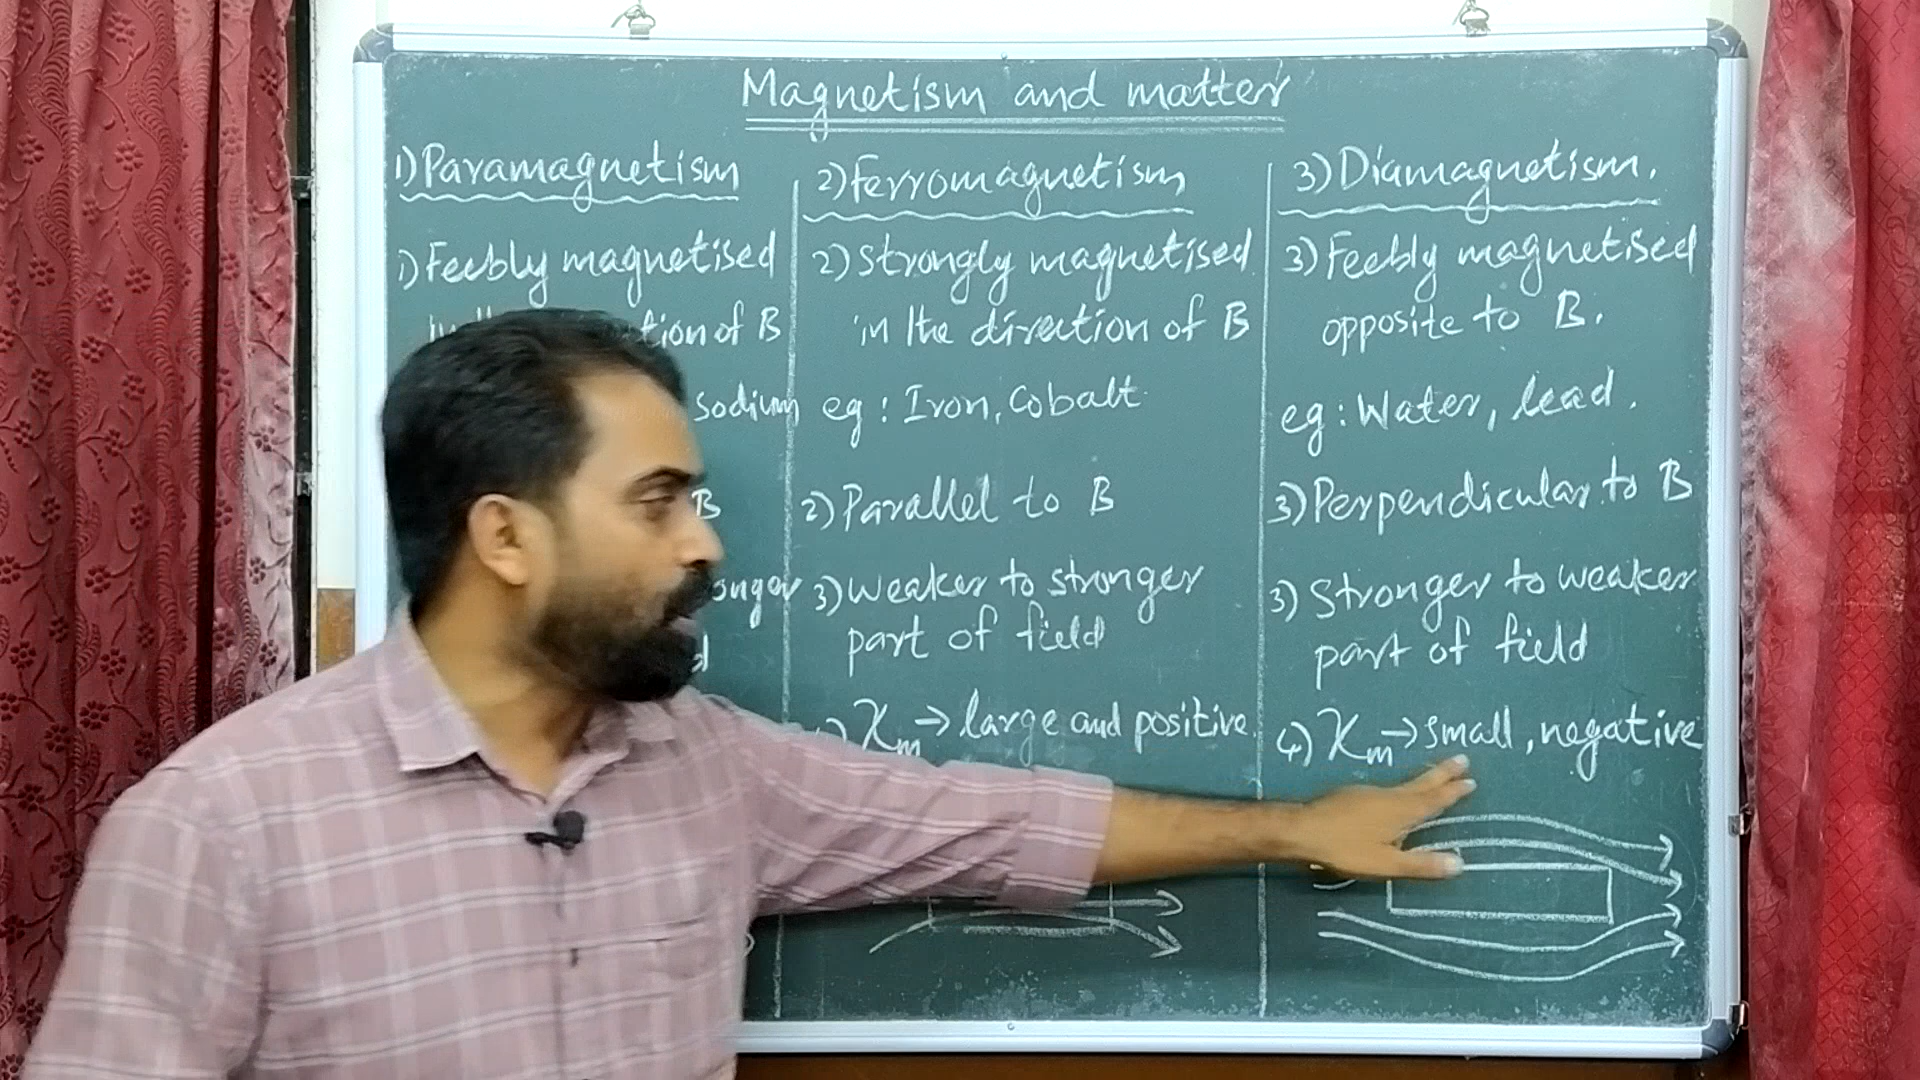 Magnetism and matter
1) Paramagnetism
1) Feebly magnetised
tion of B
sodium
B
onger
d
2) Ferromagnetism
2) Strongly magnetised
in the direction of B
eg : Iron, Cobalt
2) Parallel to B
3) Weaker to stronger
part of field
) χm → large and positive.
3) Diamagnetism.
3) Feebly magnetised
opposite to B.
eg : Water, lead.
3) Perpendicular to B
3) Stronger to weaker
part of field
4) χm → small, negative